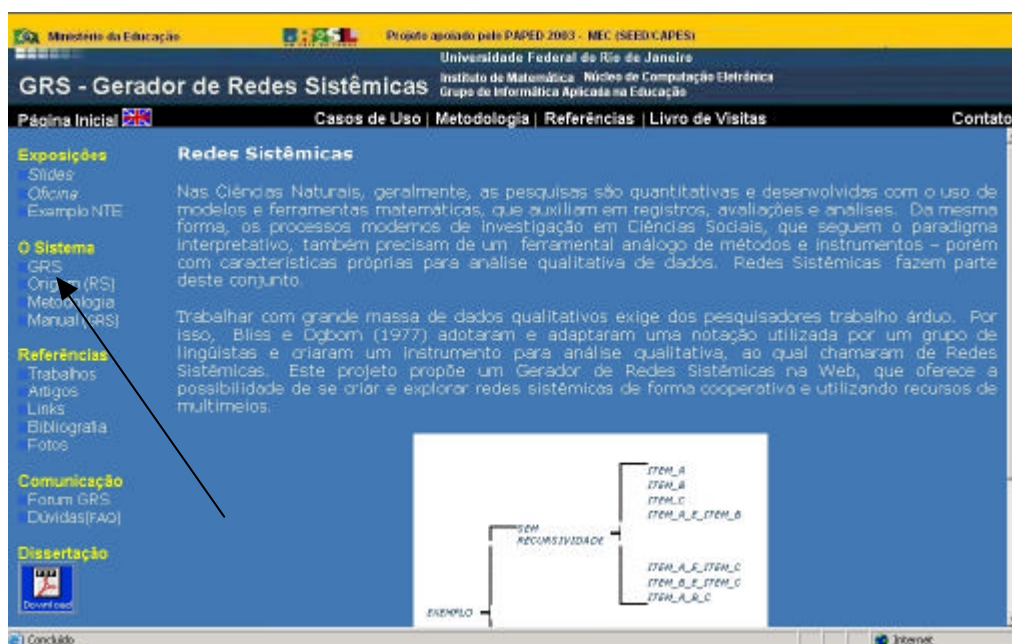 Ministério da Educação
Projeto apoiado pelo PAPED 2003 - MEC (SEED/CAPES)
Universidade Federal do Rio de Janeiro
GRS - Gerador de Redes Sistêmicas
Instituto de Matemática Núcleo de Computação Eletrônica
Grupo de Informática Aplicada na Educação
Página Inicial
Casos de Uso | Metodologia | Referências | Livro de Visitas
Contato
Exposições
Slides
Oficina
Exemplo NTE
O Sistema
GRS
Origem (RS)
Metodologia
Manual (GRS)
Referências
Trabalhos
Artigos
Links
Bibliografia
Fotos
Comunicação
Forum GRS
Dúvidas(FAQ)
Dissertação
Download
Redes Sistêmicas
Nas Ciências Naturais, geralmente, as pesquisas são quantitativas e desenvolvidas com o uso de
modelos e ferramentas matemáticas, que auxiliam em registros, avaliações e análises. Da mesma
forma, os processos modernos de investigação em Ciências Sociais, que seguem o paradigma
interpretativo, também precisam de um ferramental análogo de métodos e instrumentos – porém
com características próprias para análise qualitativa de dados. Redes Sistêmicas fazem parte
deste conjunto.
Trabalhar com grande massa de dados qualitativos exige dos pesquisadores trabalho árduo. Por
isso, Bliss e Ogborn (1977) adotaram e adaptaram uma notação utilizada por um grupo de
lingüistas e criaram um instrumento para análise qualitativa, ao qual chamaram de Redes
Sistêmicas. Este projeto propõe um Gerador de Redes Sistêmicas na Web, que oferece a
possibilidade de se criar e explorar redes sistêmicas de forma cooperativa e utilizando recursos de
multimeios.
ITEM_A
ITEM_B
ITEM_C
ITEM_A_E_ITEM_B
SEM
RECURSIVIDADE
ITEM_A_E_ITEM_C
ITEM_B_E_ITEM_C
ITEM_A_B_C
EXEMPLO
Concluído
Internet